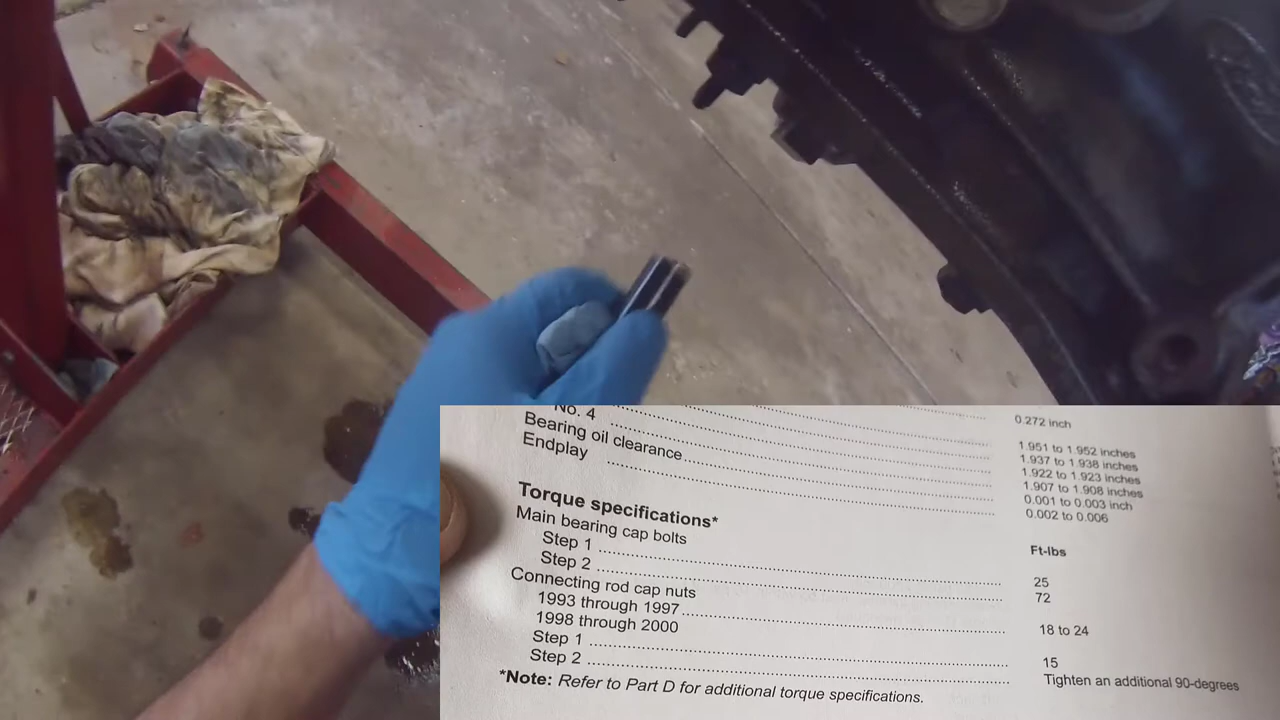 No. 4 0.272 inch
Bearing oil clearance 1.951 to 1.952 inches
Endplay 1.937 to 1.938 inches
1.922 to 1.923 inches
1.907 to 1.908 inches
0.001 to 0.003 inch
0.002 to 0.006
Torque specifications* Ft-lbs
Main bearing cap bolts
Step 1 25
Step 2 72
Connecting rod cap nuts
1993 through 1997 18 to 24
1998 through 2000
Step 1 15
Step 2 Tighten an additional 90-degrees
*Note: Refer to Part D for additional torque specifications.